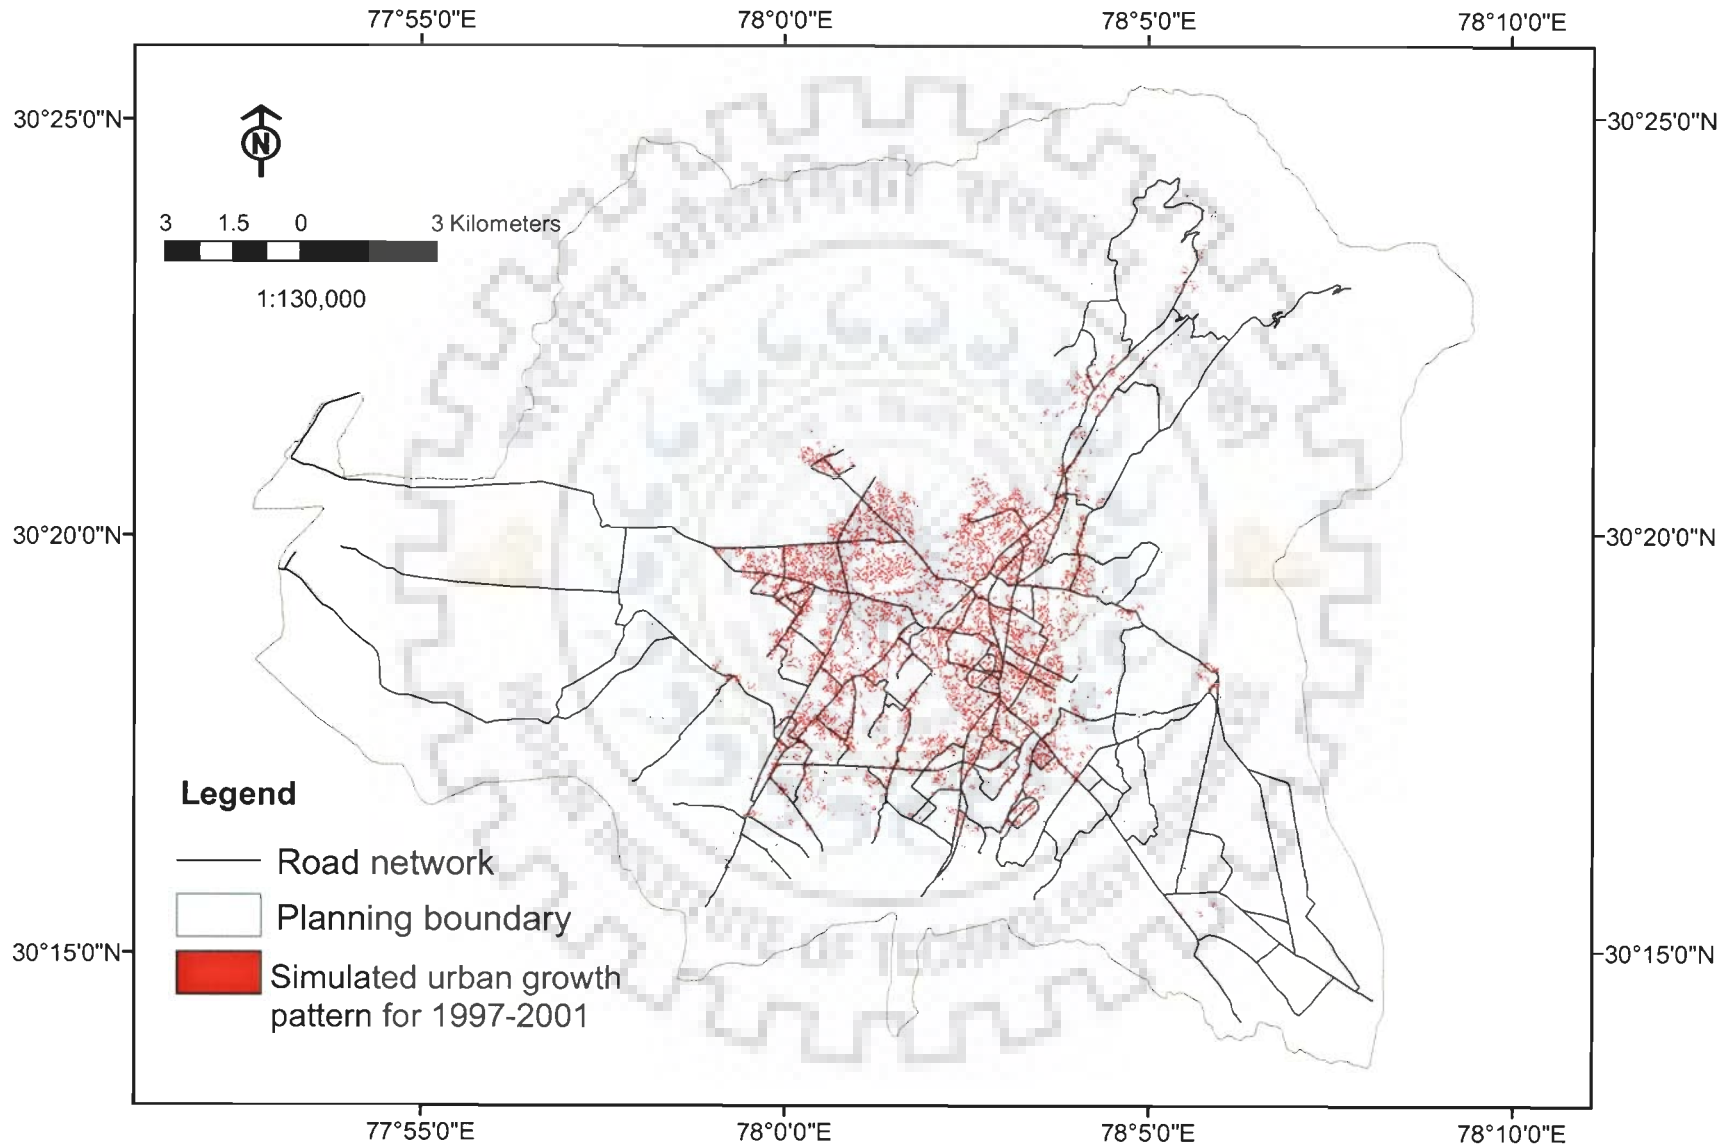 77°55'0"E 78°0'0"E 78°5'0"E 78°10'0"E
30°25'0"N 30°25'0"N
N
3 1.5 0 3 Kilometers
1:130,000
30°20'0"N 30°20'0"N
Legend
Road network
Planning boundary
30°15'0"N 30°15'0"N
Simulated urban growth
pattern for 1997-2001
77°55'0"E 78°0'0"E 78°5'0"E 78°10'0"E